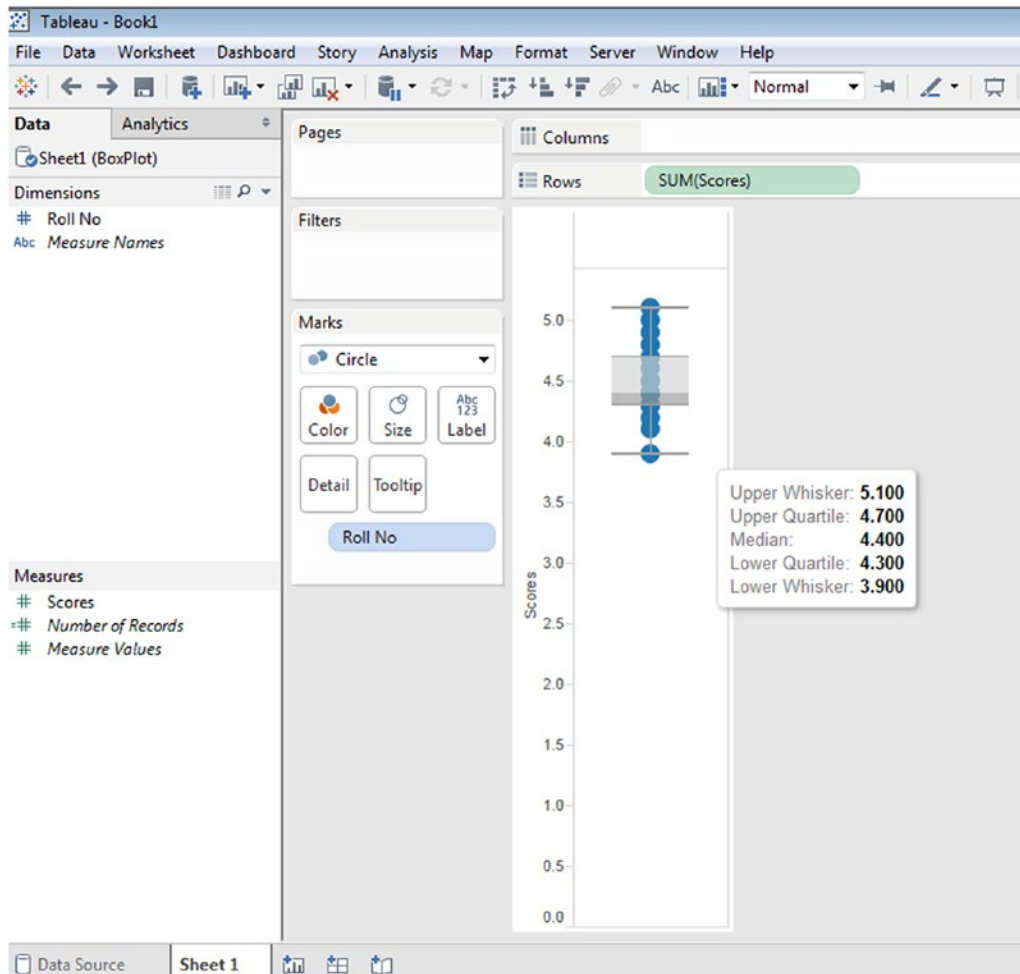 Tableau - Book1
File Data Worksheet Dashboard Story Analysis Map Format Server Window Help
Abc Normal
Data Analytics
Sheet1 (BoxPlot)
Dimensions
# Roll No
Abc Measure Names
Measures
# Scores
=# Number of Records
# Measure Values
Pages
Filters
Marks
Circle
Color Size Abc 123 Label
Detail Tooltip
Roll No
Columns
Rows SUM(Scores)
Scores
5.0
4.5
4.0
3.5
3.0
2.5
2.0
1.5
1.0
0.5
0.0
Upper Whisker: 5.100
Upper Quartile: 4.700
Median: 4.400
Lower Quartile: 4.300
Lower Whisker: 3.900
Data Source Sheet 1